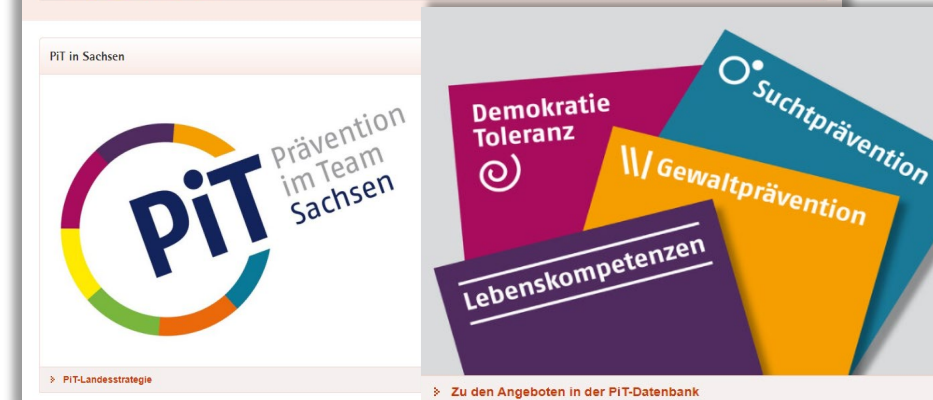 PiT in Sachsen
PiT
Prävention
im Team
Sachsen
PiT-Landesstrategie
Demokratie
Toleranz
Suchtprävention
Gewaltprävention
Lebenskompetenzen
Zu den Angeboten in der PiT-Datenbank